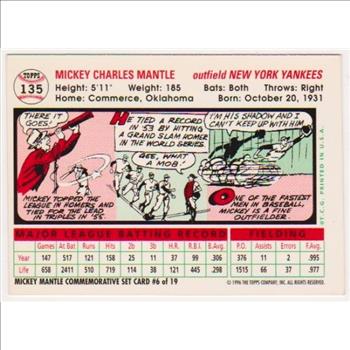 TOPPS
135
MICKEY CHARLES MANTLE
outfield NEW YORK YANKEES
Height: 5'11" Weight: 185 Bats: Both Throws: Right
Home: Commerce, Oklahoma Born: October 20, 1931
THERE IT
GOES!
MICKEY TOPPED THE
LEAGUE IN HOMERS AND
TIED FOR THE LEAD
IN TRIPLES IN '55.
HE TIED A RECORD
IN '53 BY HITTING
A GRAND SLAM HOMER
IN THE WORLD SERIES.
GEE, WHAT
A MOB.
I'M HIS SHADOW AND I
CAN'T KEEP UP WITH HIM
ONE OF THE FASTEST
MEN IN BASEBALL,
MICKEY IS A FINE
OUTFIELDER
©T.C.G. PRINTED IN U.S.A.
MAJOR LEAGUE BATTING RECORD FIELDING
Games At Bat Runs Hits 2b 3b H.R. R.B.I. B. Avg. P.O. Assists Errors F. Avg.
Year 147 517 121 158 25 11 37 99 .306 376 11 2 .995
Life 658 2411 503 719 115 41 121 445 .298 1515 66 37 .977
MICKEY MANTLE COMMEMORATIVE SET CARD #6 of 19
© 1996 THE TOPPS COMPANY, INC. ALL RIGHTS RESERVED.